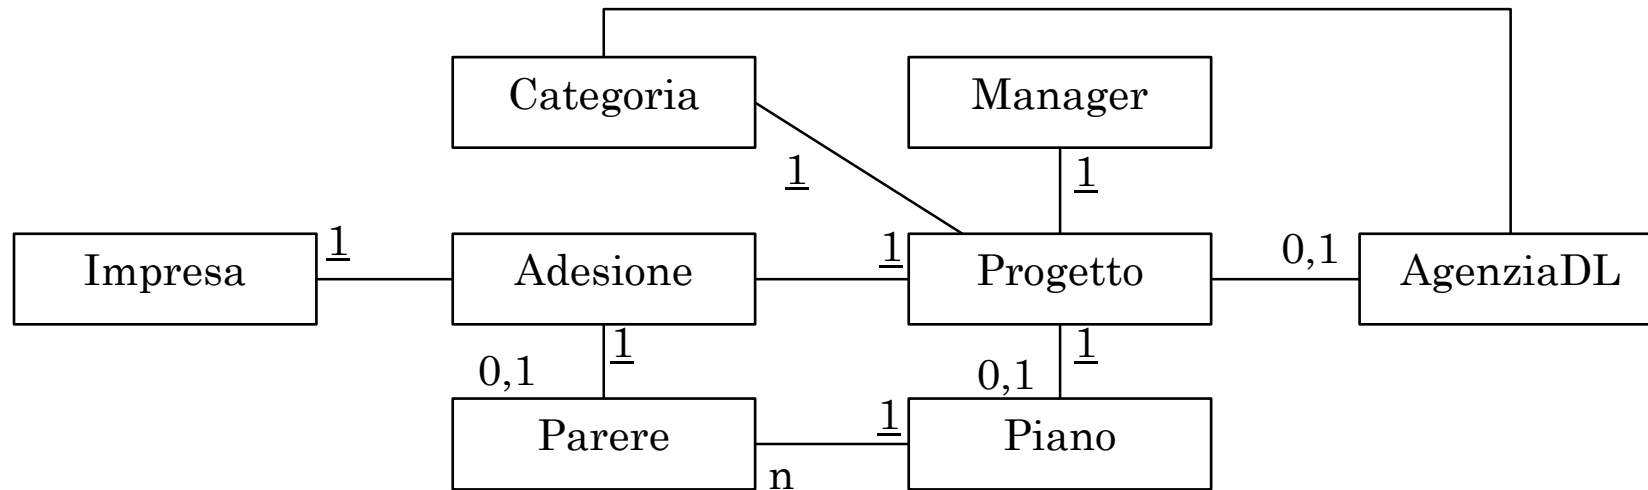 Categoria
Manager
1
1
Impresa
1
Adesione
1
Progetto
0,1
AgenziaDL
1
1
0,1
0,1
Parere
1
Piano
n